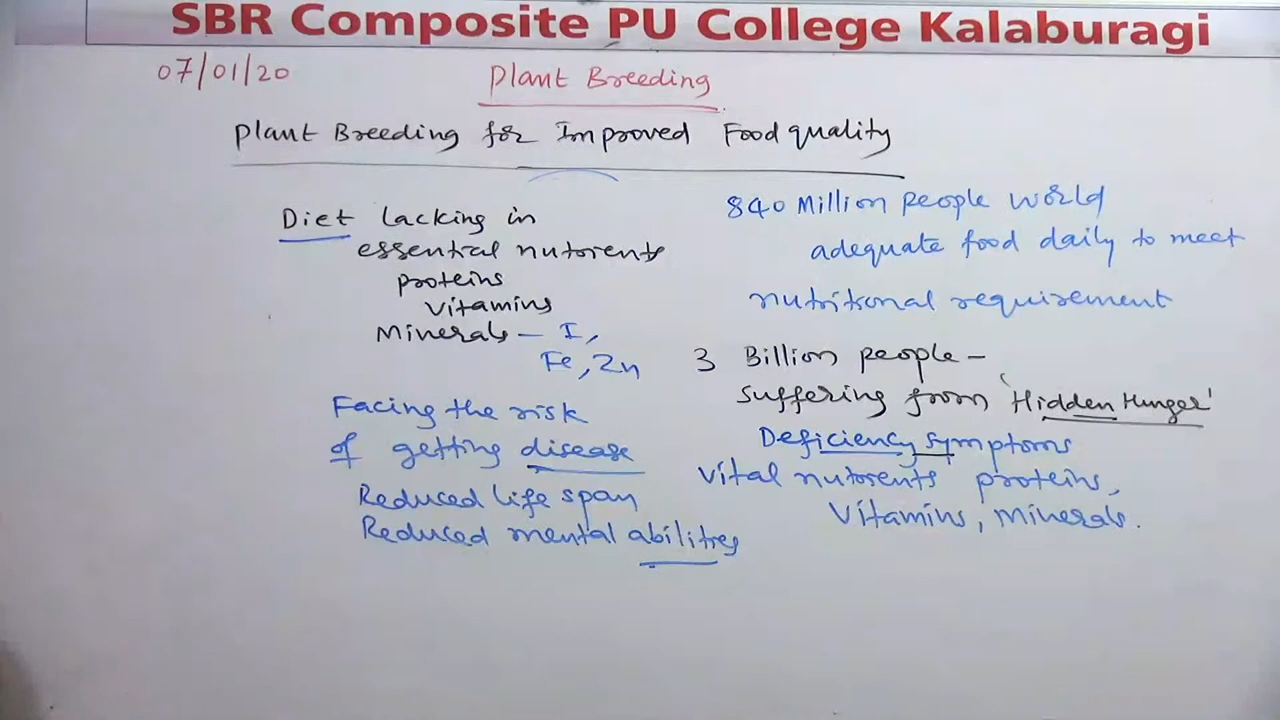 SBR Composite PU College Kalaburagi
07/01/20
Plant Breeding
Plant Breeding for Improved Food quality
Diet lacking in
essential nutrients
proteins
vitamins
Minerals — I,
Fe, Zn
Facing the risk
of getting disease
Reduced life span
Reduced mental abilities
840 Million people world
adequate food daily to meet
nutritional requirement
3 Billion people —
suffering from 'Hidden Hunger'
Deficiency symptoms
Vital nutrients proteins,
Vitamins, Minerals.